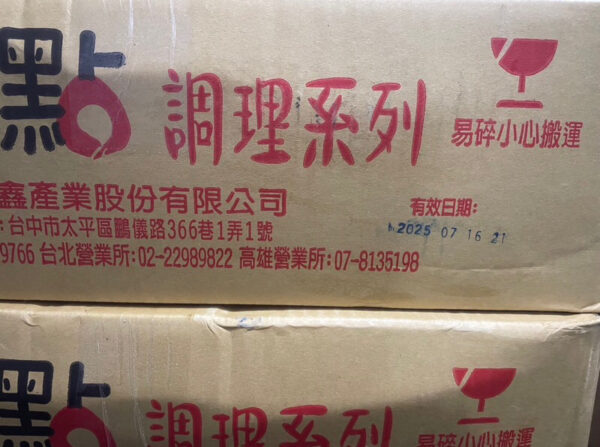 點 調理系列
易碎小心搬運
鑫產業股份有限公司
有效日期:
:台中市太平區鵬儀路366巷1弄1號
2025 07 16 21
9766 台北營業所:02-22989822 高雄營業所:07-8135198
點 調理系列
易碎小心搬運